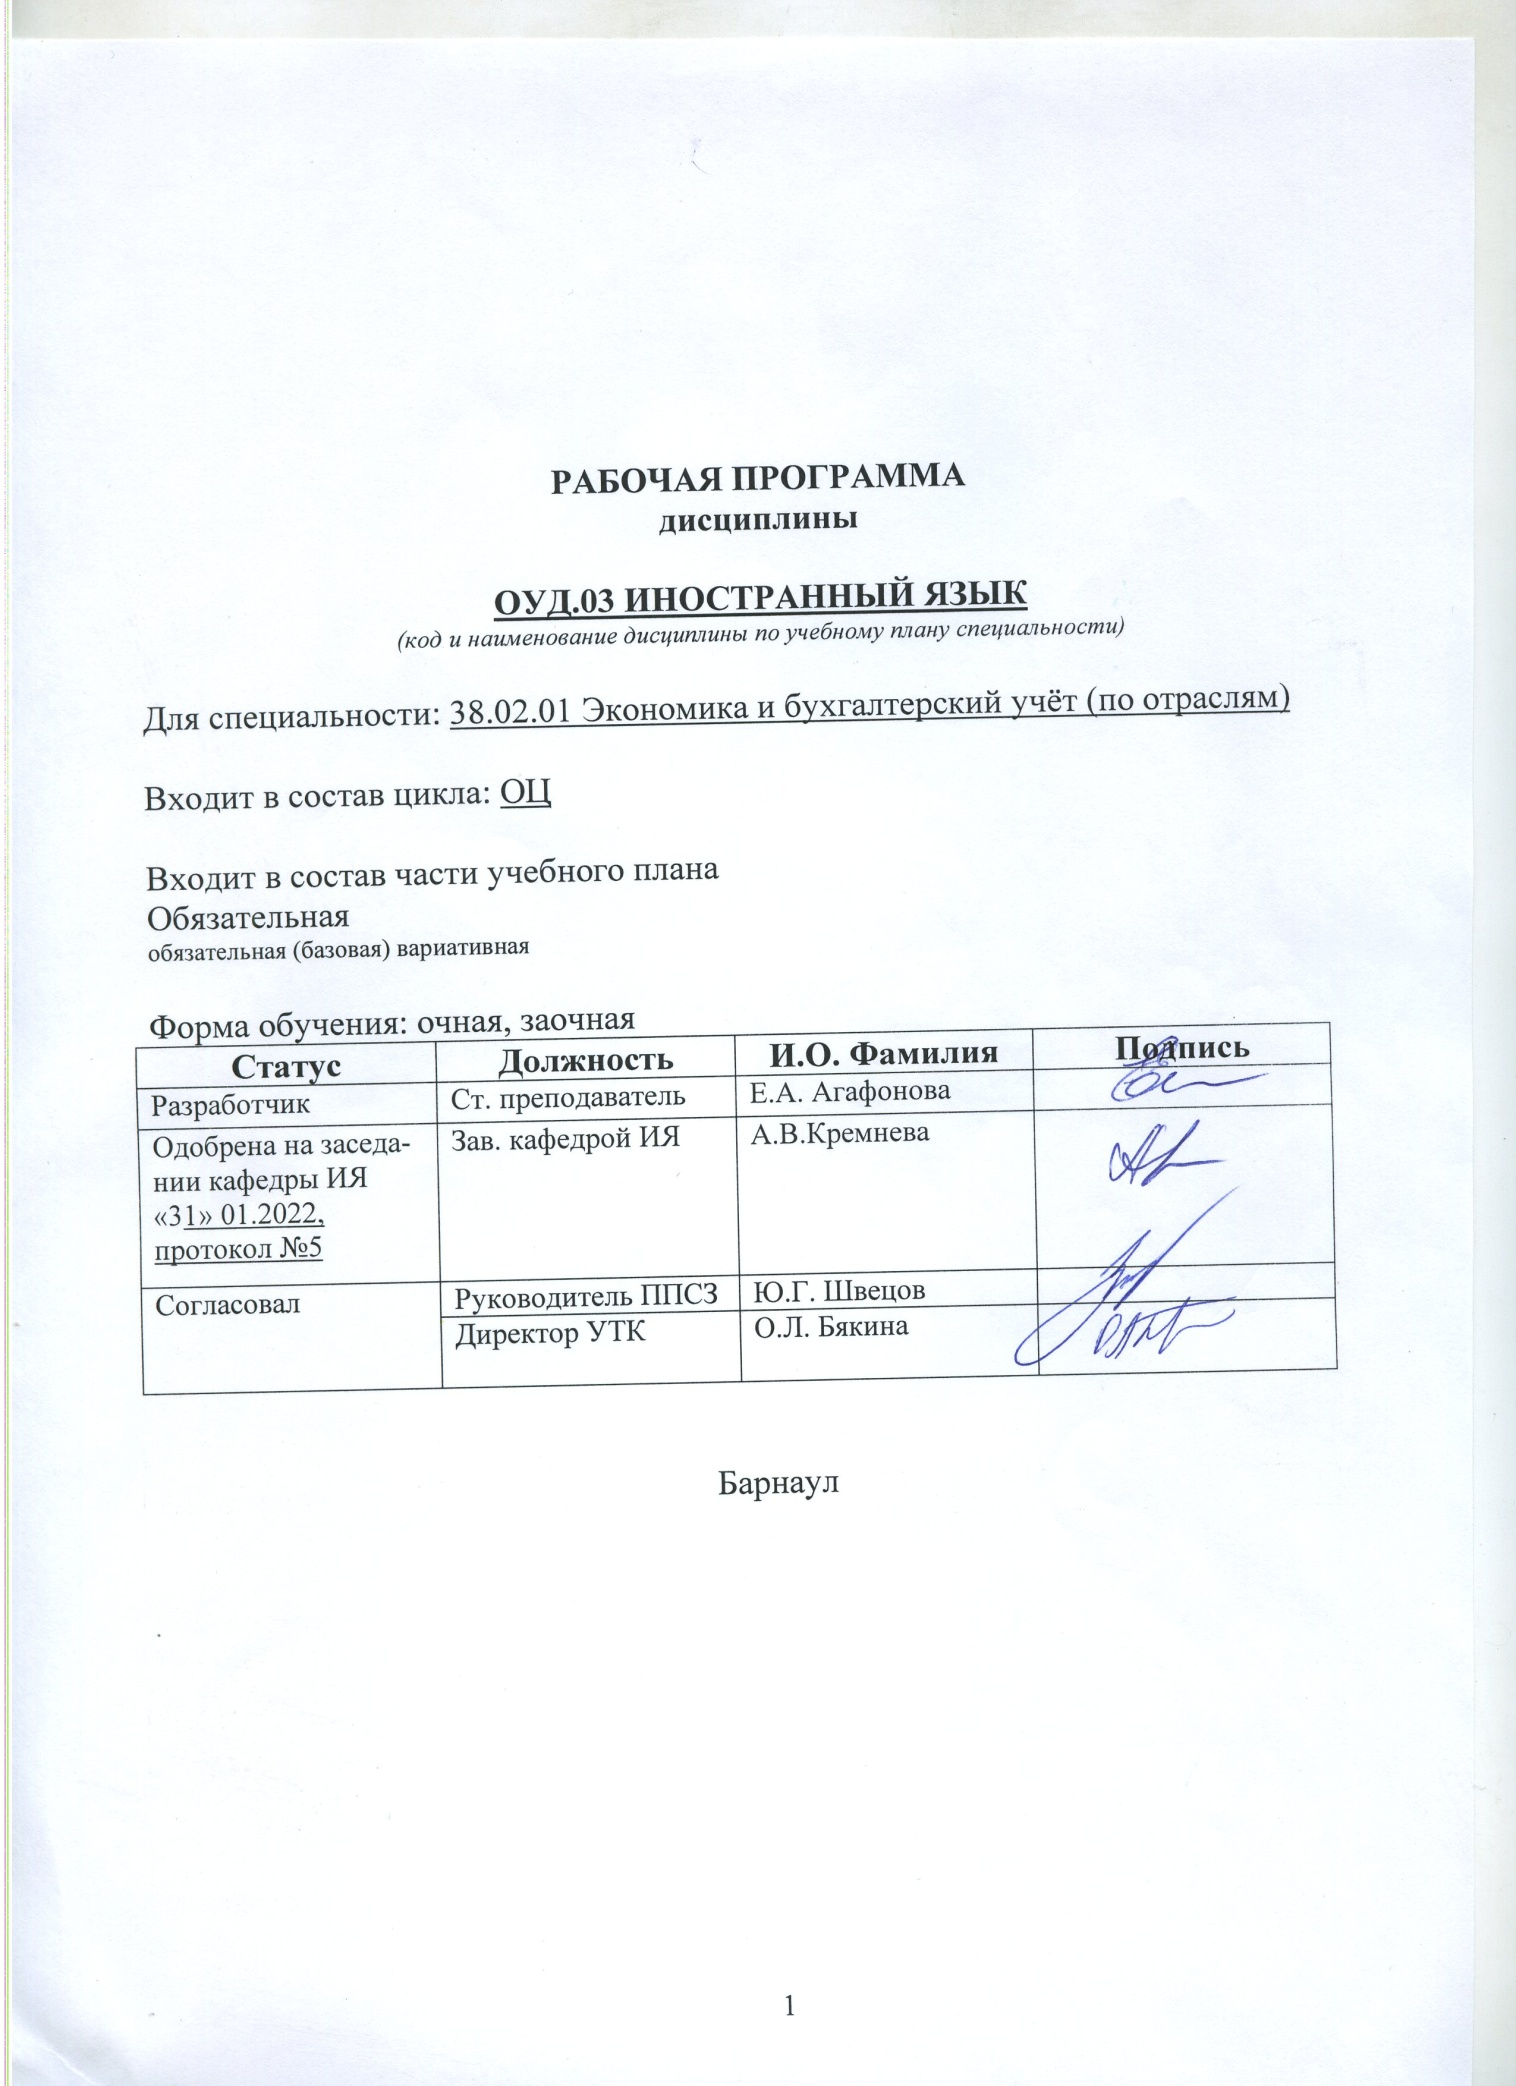 РАБОЧАЯ ПРОГРАММА
дисциплины
ОУД.03 ИНОСТРАННЫЙ ЯЗЫК
(код и наименование дисциплины по учебному плану специальности)
Для специальности: 38.02.01 Экономика и бухгалтерский учёт (по отраслям)
Входит в состав цикла: ОЦ
Входит в состав части учебного плана
Обязательная
обязательная (базовая) вариативная
Форма обучения: очная, заочная
Статус Должность И.О. Фамилия Подпись
Разработчик Ст. преподаватель Е.А. Агафонова
Одобрена на заседа- Зав. кафедрой ИЯ А.В.Кремнева
нии кафедры ИЯ
«31» 01.2022,
протокол №5
Согласовал Руководитель ППСЗ Ю.Г. Швецов
Директор УТК О.Л. Бякина
Барнаул
1